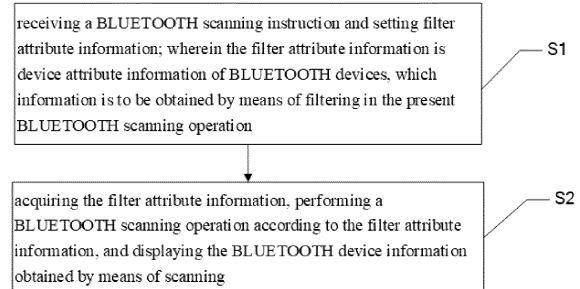 receiving a BLUETOOTH scanning instruction and setting filter
attribute information; wherein the filter attribute information is
device attribute information of BLUETOOTH devices, which
information is to be obtained by means of filtering in the present
BLUETOOTH scanning operation
S1
acquiring the filter attribute information, performing a
BLUETOOTH scanning operation according to the filter attribute
information, and displaying the BLUETOOTH device information
obtained by means of scanning
S2